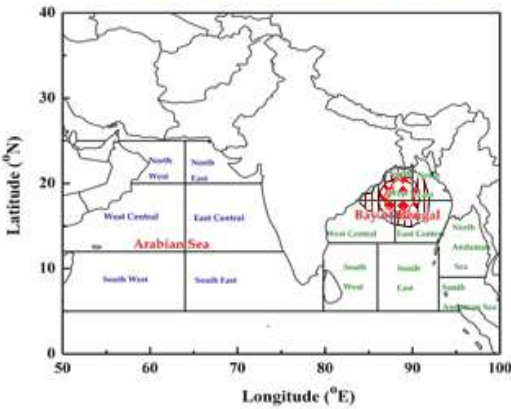 40
30
20
10
0
Latitude (°N)
North
West
North
East
West Central
East Central
Arabian Sea
South West
South East
Bay of Bengal
West Central
East Central
North
Andaman
Sea
South
West
South
East
South
Andaman Sea
50 60 70 80 90 100
Longitude (°E)